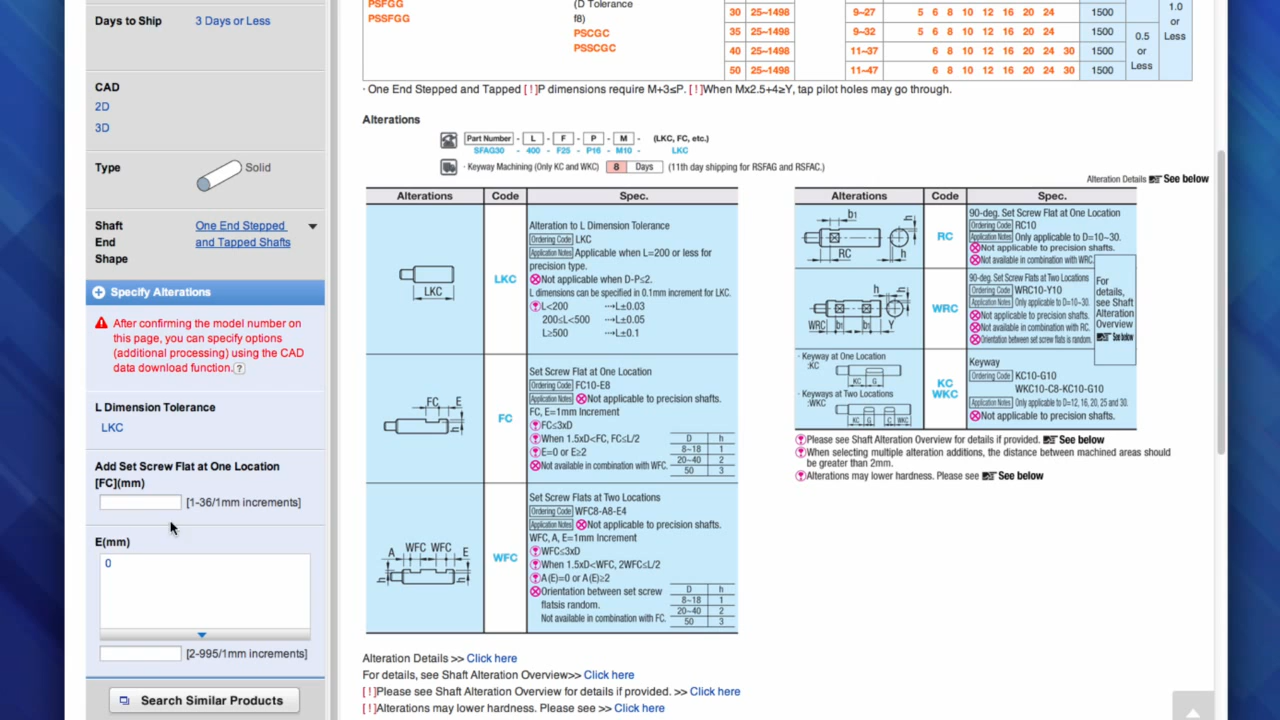 Days to Ship
3 Days or Less
CAD
2D
3D
Type
Solid
Shaft End Shape
One End Stepped and Tapped Shafts
Specify Alterations
After confirming the model number on
this page, you can specify options
(additional processing) using the CAD
data download function. ?
L Dimension Tolerance
LKC
Add Set Screw Flat at One Location
[FC](mm)
[1-36/1mm increments]
E(mm)
0
[2-995/1mm increments]
Search Similar Products
PSFGG
PSSFGG
(D Tolerance
f8)
PSCGC
PSSCGC
30 25~1498 9~27 5 6 8 10 12 16 20 24 1500
35 25~1498 9~32 5 6 8 10 12 16 20 24 1500
40 25~1498 11~37 6 8 10 12 16 20 24 30 1500
50 25~1498 11~47 6 8 10 12 16 20 24 30 1500
0.5
or
Less
1.0
or
Less
· One End Stepped and Tapped [ ! ]P dimensions require M+3≤P. [ ! ]When Mx2.5+4≥Y, tap pilot holes may go through.
Alterations
Part Number - L - F - P - M - (LKC, FC, etc.)
SFAG30 - 400 - F25 - P16 - M10 - LKC
· Keyway Machining (Only KC and WKC) 8 Days (11th day shipping for RSFAG and RSFAC.)
Alteration Details See below
Alterations Code Spec.
LKC
LKC
Alteration to L Dimension Tolerance
Ordering Code LKC
Application Notes Applicable when L=200 or less for
precision type.
Not applicable when D-P≤2.
L dimensions can be specified in 0.1mm increment for LKC.
L<200 ···→L±0.03
200≤L<500 ···→L±0.05
L≥500 ···→L±0.1
FC E
h
FC
Set Screw Flat at One Location
Ordering Code FC10-E8
Application Notes Not applicable to precision shafts.
FC, E=1mm Increment
FC≤3xD
When 1.5xD<FC, FC≤L/2
E=0 or E≥2
Not available in combination with WFC.
D h
8~18 1
20~40 2
50 3
A WFC WFC E
h h
WFC
Set Screw Flats at Two Locations
Ordering Code WFC8-A8-E4
Application Notes Not applicable to precision shafts.
WFC, A, E=1mm Increment
WFC≤3xD
When 1.5xD<WFC, 2WFC≤L/2
A(E)=0 or A(E)≥2
Orientation between set screw
flatsis random.
Not available in combination with FC.
D h
8~18 1
20~40 2
50 3
Alterations Code Spec.
b1 h
RC h
RC
90-deg. Set Screw Flat at One Location
Ordering Code RC10
Application Notes Only applicable to D=10~30.
Not applicable to precision shafts.
Not available in combination with WRC.
h
WRC b1 b1 Y
WRC
90-deg. Set Screw Flats at Two Locations
Ordering Code WRC10-Y10
Application Notes Only applicable to D=10~30.
Not applicable to precision shafts.
Not available in combination with RC.
Orientation between set screw flats is random.
For
details,
see Shaft
Alteration
Overview
See below
· Keyway at One Location
:KC
KC G
· Keyways at Two Locations
:WKC
KC G C WKC
KC
WKC
Keyway
Ordering Code KC10-G10
WKC10-C8-KC10-G10
Application Notes Only applicable to D=12, 16, 20, 25 and 30.
Not applicable to precision shafts.
Please see Shaft Alteration Overview for details if provided. See below
When selecting multiple alteration additions, the distance between machined areas should
be greater than 2mm.
Alterations may lower hardness. Please see See below
Alteration Details >> Click here
For details, see Shaft Alteration Overview>> Click here
[ ! ]Please see Shaft Alteration Overview for details if provided. >> Click here
[ ! ]Alterations may lower hardness. Please see >> Click here